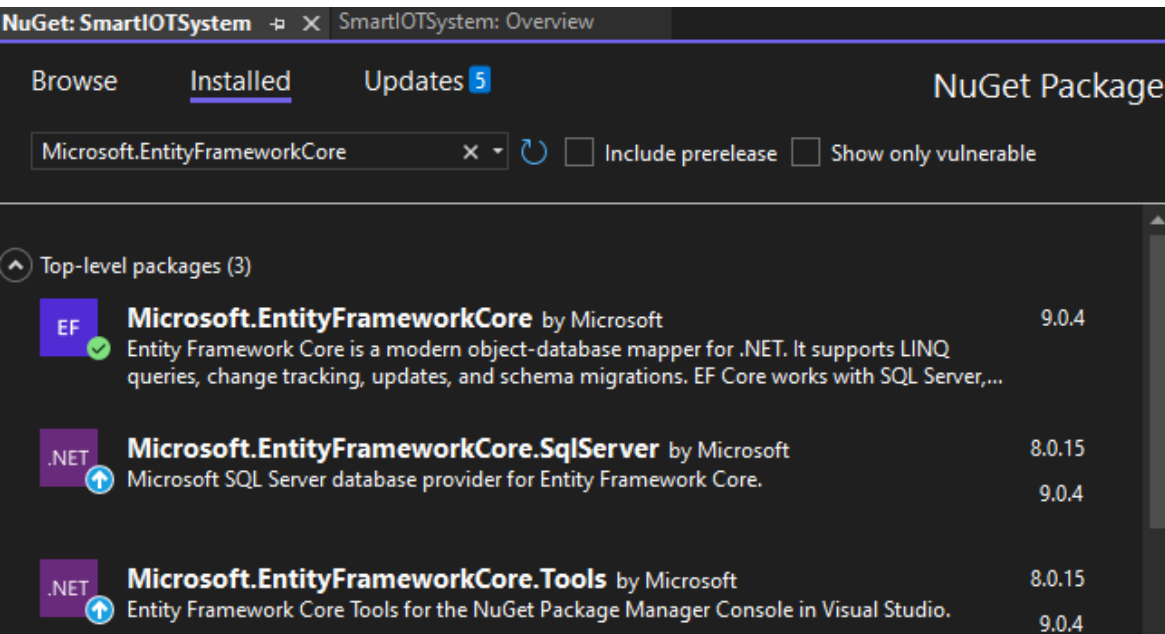 NuGet: SmartIOTSystem SmartIOTSystem: Overview
Browse Installed Updates 5 NuGet Package
Microsoft.EntityFrameworkCore Include prerelease Show only vulnerable
Top-level packages (3)
EF Microsoft.EntityFrameworkCore by Microsoft 9.0.4
Entity Framework Core is a modern object-database mapper for .NET. It supports LINQ
queries, change tracking, updates, and schema migrations. EF Core works with SQL Server,...
.NET Microsoft.EntityFrameworkCore.SqlServer by Microsoft 8.0.15
Microsoft SQL Server database provider for Entity Framework Core.
9.0.4
.NET Microsoft.EntityFrameworkCore.Tools by Microsoft 8.0.15
Entity Framework Core Tools for the NuGet Package Manager Console in Visual Studio.
9.0.4